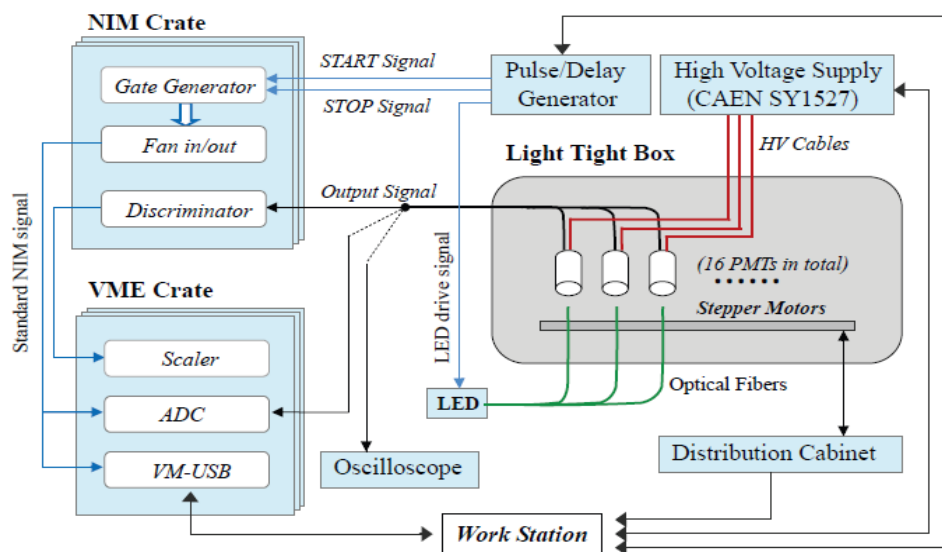 NIM Crate
Gate Generator
Fan in/out
Discriminator
START Signal
STOP Signal
Pulse/Delay
Generator
High Voltage Supply
(CAEN SY1527)
HV Cables
Light Tight Box
Output Signal
(16 PMTs in total)
Stepper Motors
Standard NIM signal
LED drive signal
VME Crate
Scaler
ADC
VM-USB
LED
Optical Fibers
Oscilloscope
Distribution Cabinet
Work Station